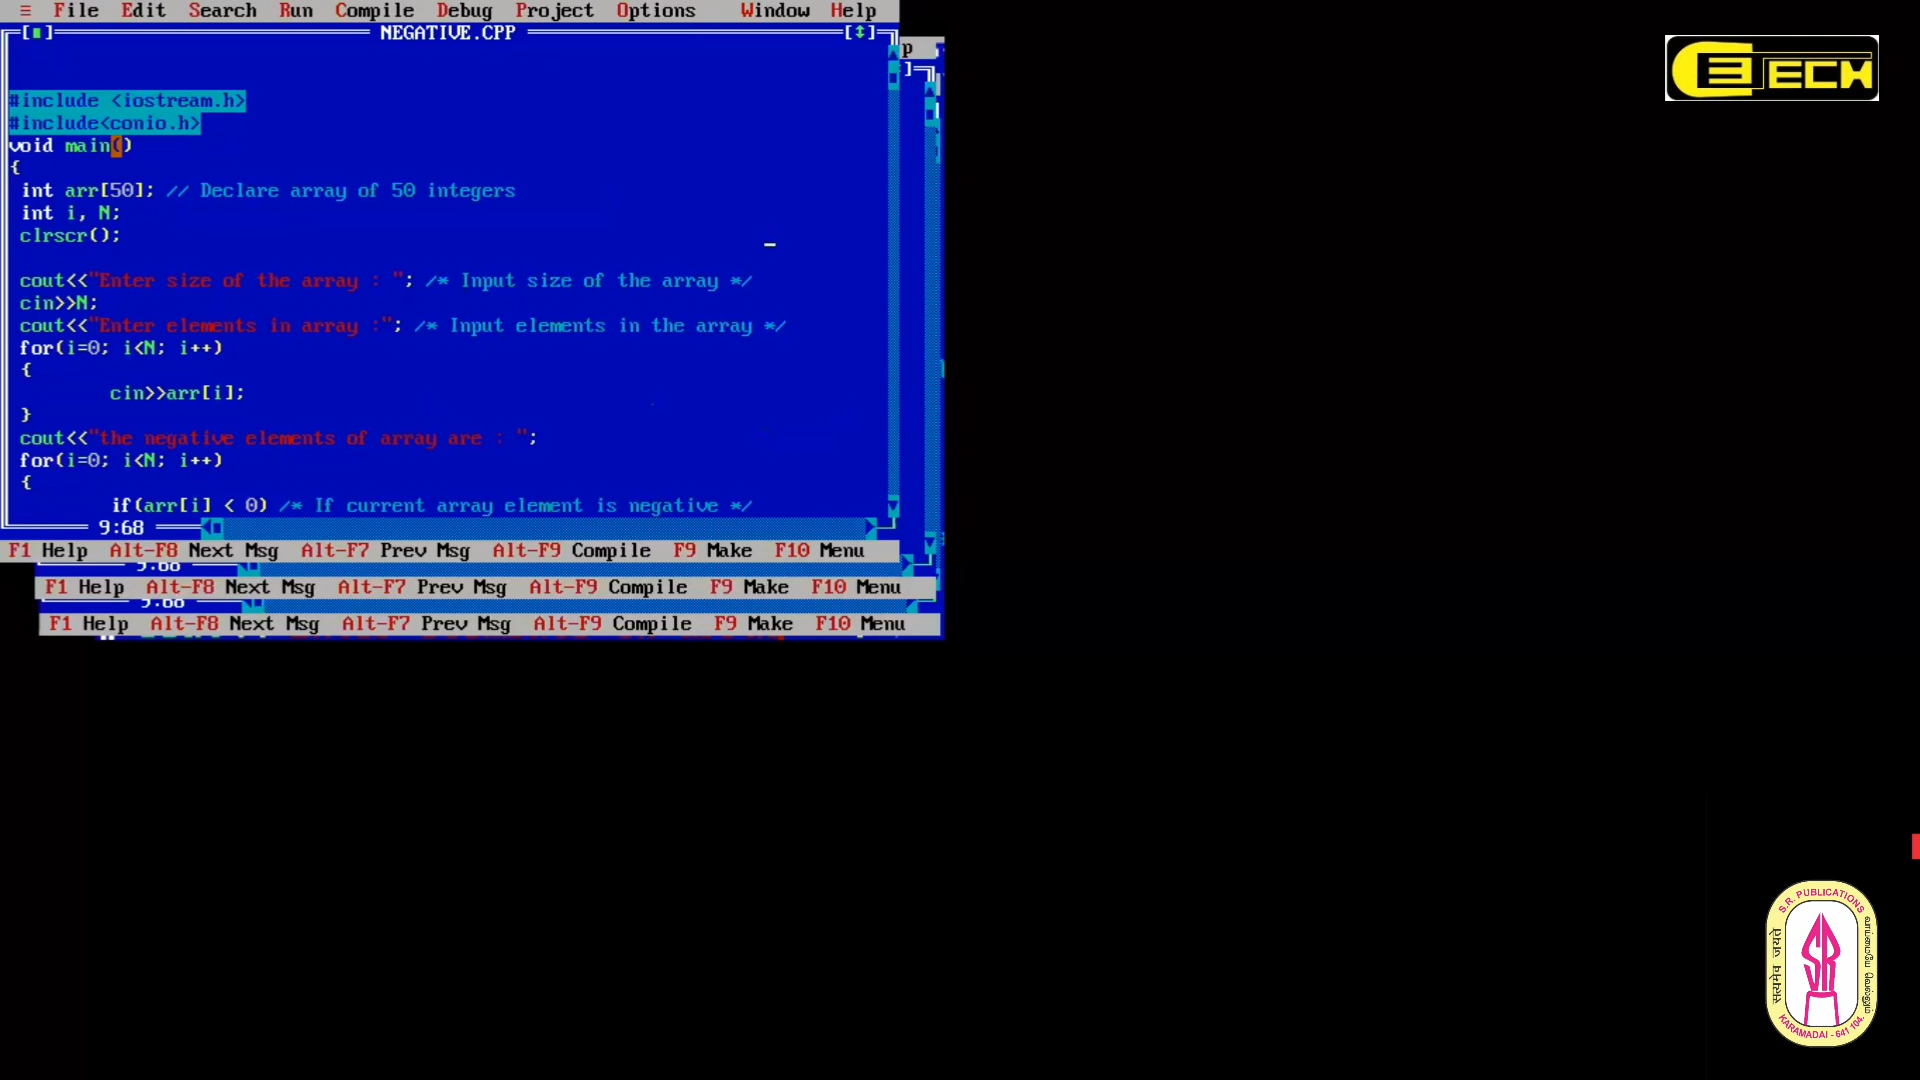 ≡ File Edit Search Run Compile Debug Project Options Window Help
[■] NEGATIVE.CPP [↕]
p
]
#include <iostream.h>
#include<conio.h>
void main()
{
int arr[50]; // Declare array of 50 integers
int i, N;
clrscr();
cout<<"Enter size of the array : "; /* Input size of the array */
cin>>N;
cout<<"Enter elements in array :"; /* Input elements in the array */
for(i=0; i<N; i++)
{
cin>>arr[i];
}
cout<<"the negative elements of array are : ";
for(i=0; i<N; i++)
{
if(arr[i] < 0) /* If current array element is negative */
9:68
F1 Help Alt-F8 Next Msg Alt-F7 Prev Msg Alt-F9 Compile F9 Make F10 Menu
9:68
F1 Help Alt-F8 Next Msg Alt-F7 Prev Msg Alt-F9 Compile F9 Make F10 Menu
9:68
F1 Help Alt-F8 Next Msg Alt-F7 Prev Msg Alt-F9 Compile F9 Make F10 Menu
S.R. PUBLICATIONS
SR
KARAMADAI - 641 104.